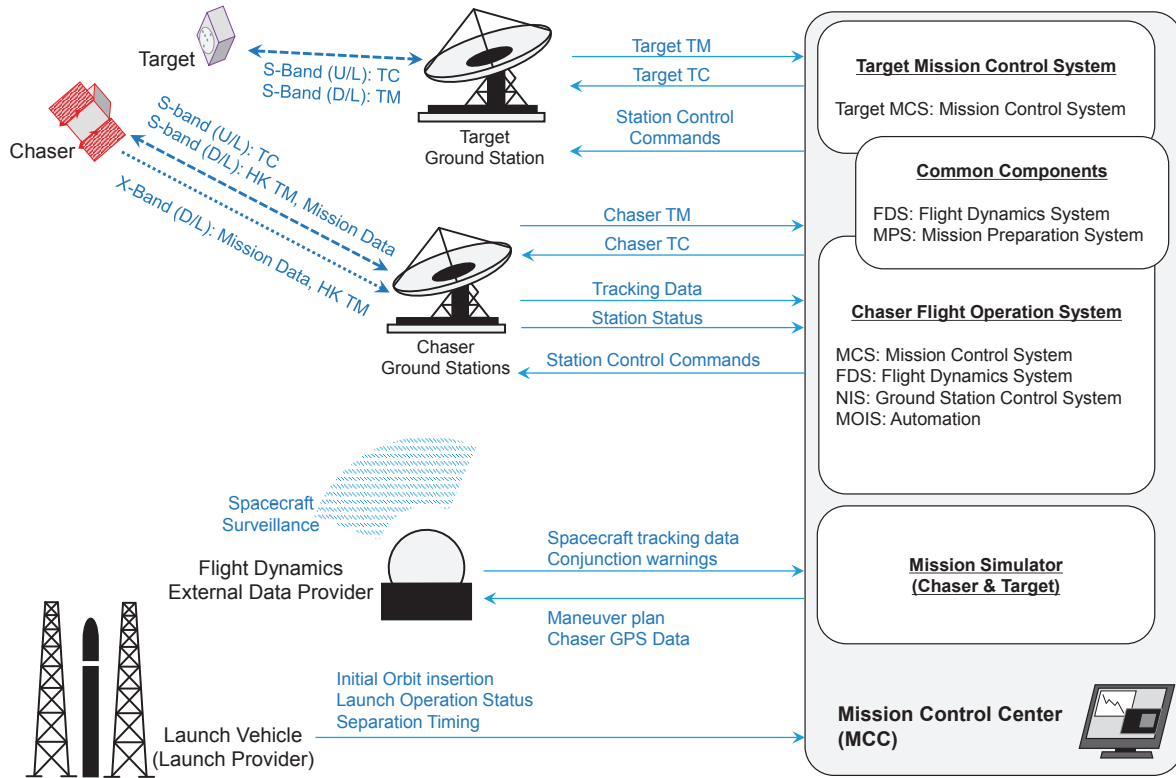 Target
S-Band (U/L): TC
S-Band (D/L): TM
Target
Ground Station
Target TM
Target TC
Station Control
Commands
Chaser
S-band (U/L): TC
S-band (D/L): HK TM, Mission Data
X-Band (D/L): Mission Data, HK TM
Chaser
Ground Stations
Chaser TM
Chaser TC
Tracking Data
Station Status
Station Control Commands
Target Mission Control System
Target MCS: Mission Control System
Common Components
FDS: Flight Dynamics System
MPS: Mission Preparation System
Chaser Flight Operation System
MCS: Mission Control System
FDS: Flight Dynamics System
NIS: Ground Station Control System
MOIS: Automation
Spacecraft
Surveillance
Flight Dynamics
External Data Provider
Spacecraft tracking data
Conjunction warnings
Maneuver plan
Chaser GPS Data
Mission Simulator
(Chaser & Target)
Initial Orbit insertion
Launch Operation Status
Separation Timing
Launch Vehicle
(Launch Provider)
Mission Control Center
(MCC)